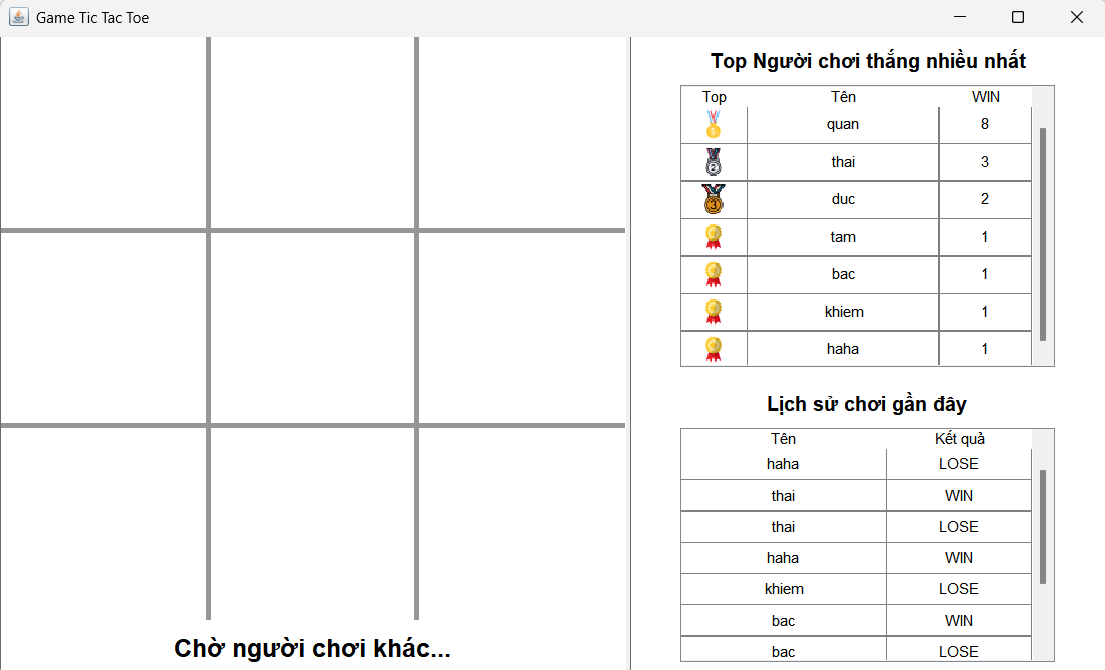 Game Tic Tac Toe
Chờ người chơi khác...
Top Người chơi thắng nhiều nhất
Top Tên WIN
quan 8
2 thai 3
3 duc 2
tam 1
bac 1
khiem 1
haha 1
Lịch sử chơi gần đây
Tên Kết quả
haha LOSE
thai WIN
thai LOSE
haha WIN
khiem LOSE
bac WIN
bac LOSE